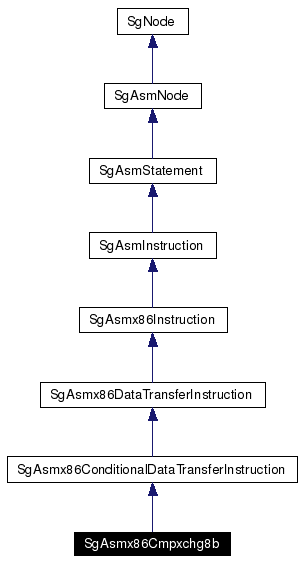 SgNode
SgAsmNode
SgAsmStatement
SgAsmInstruction
SgAsmx86Instruction
SgAsmx86DataTransferInstruction
SgAsmx86ConditionalDataTransferInstruction
SgAsmx86Cmpxchg8b